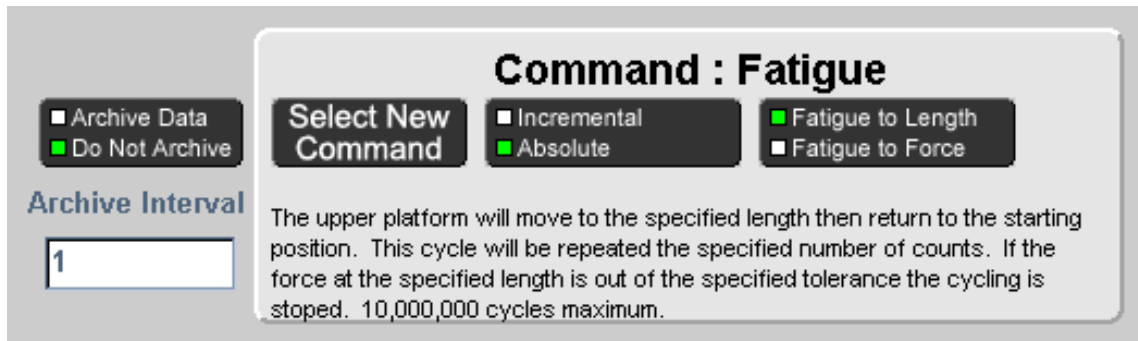 Command : Fatigue
Archive Data
Do Not Archive
Select New
Command
Incremental
Absolute
Fatigue to Length
Fatigue to Force
Archive Interval
1
The upper platform will move to the specified length then return to the starting
position. This cycle will be repeated the specified number of counts. If the
force at the specified length is out of the specified tolerance the cycling is
stoped. 10,000,000 cycles maximum.